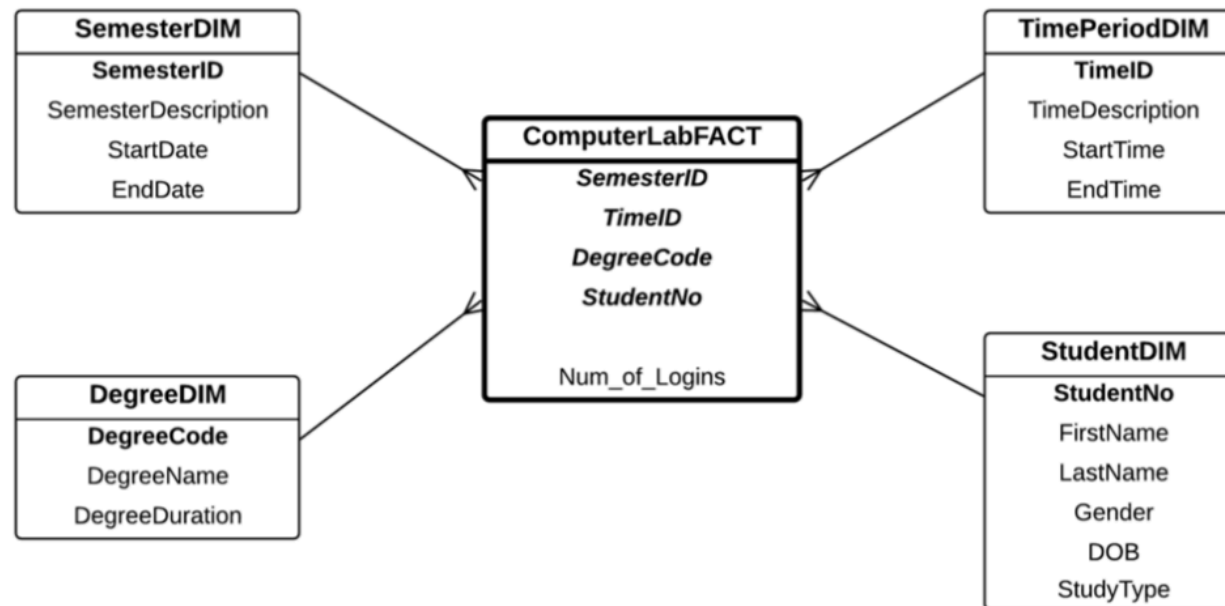 SemesterDIM
SemesterID
SemesterDescription
StartDate
EndDate
TimePeriodDIM
TimeID
TimeDescription
StartTime
EndTime
ComputerLabFACT
SemesterID
TimeID
DegreeCode
StudentNo
Num_of_Logins
DegreeDIM
DegreeCode
DegreeName
DegreeDuration
StudentDIM
StudentNo
FirstName
LastName
Gender
DOB
StudyType